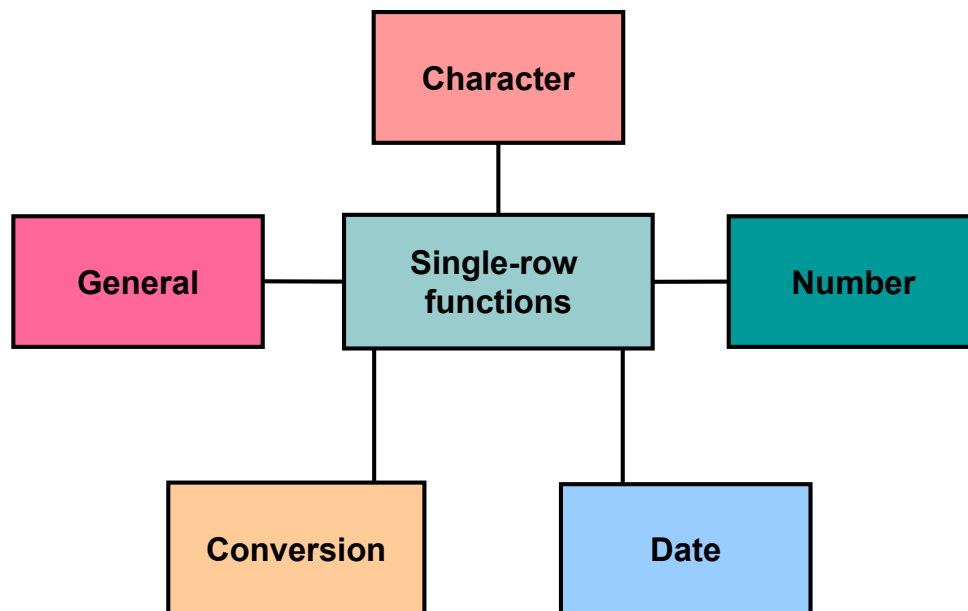 Character
General
Single-row
functions
Number
Conversion
Date